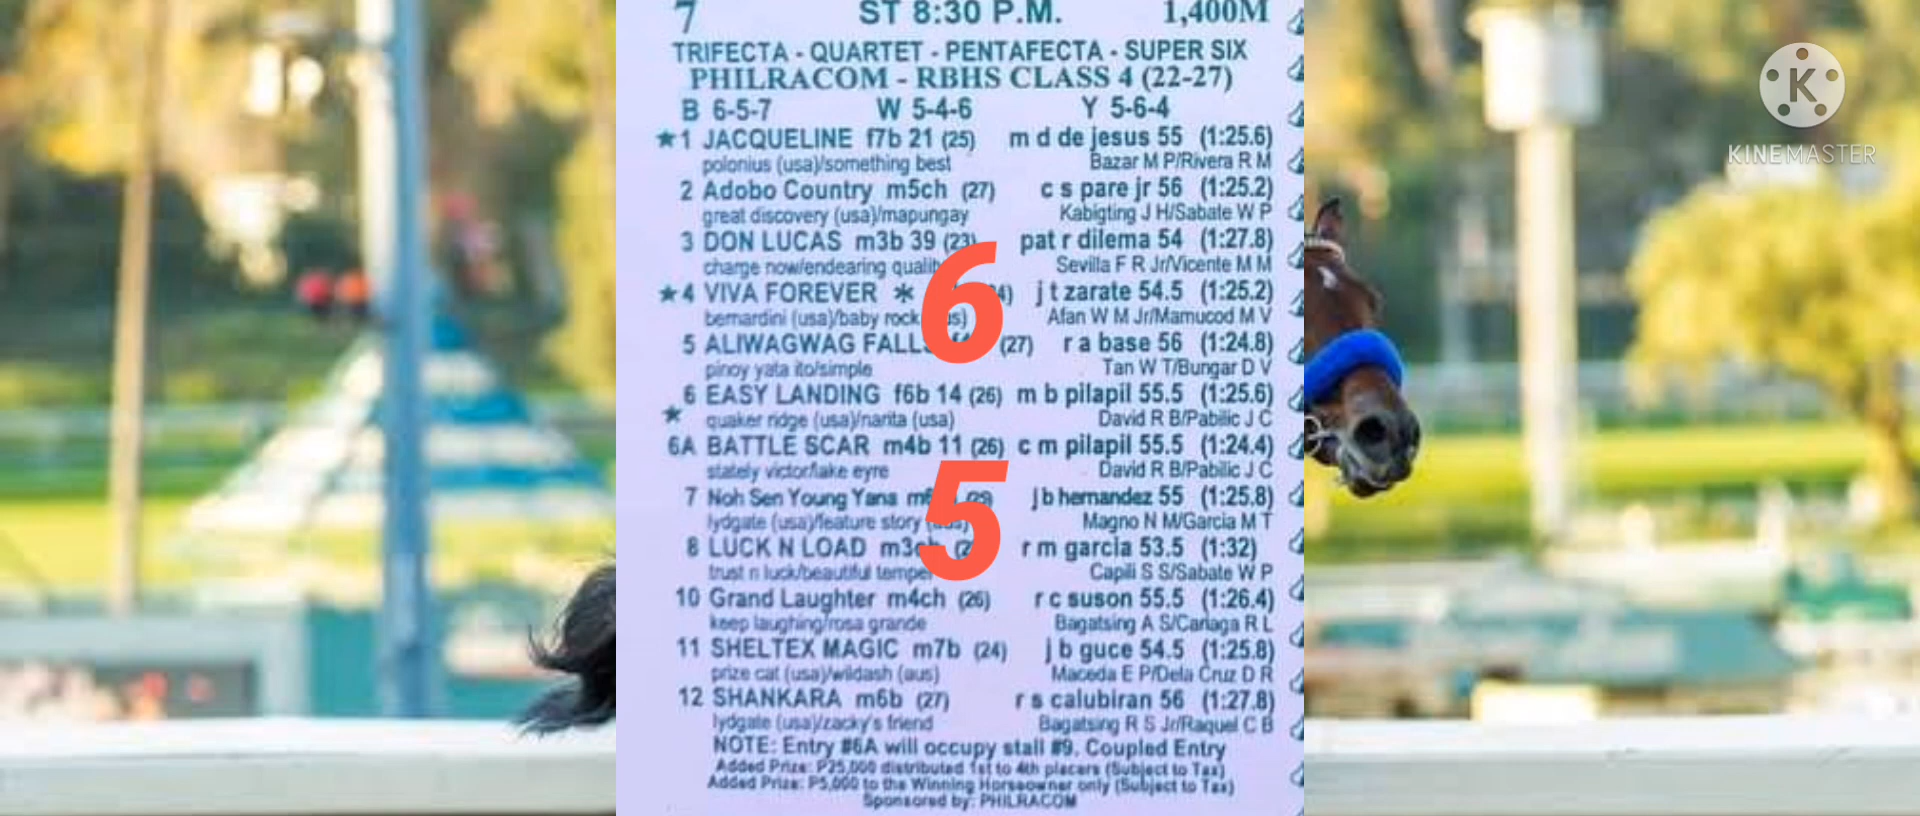 7 ST 8:30 P.M. 1,400M
TRIFECTA - QUARTET - PENTAFECTA - SUPER SIX
PHILRACOM - RBHS CLASS 4 (22-27)
B 6-5-7 W 5-4-6 Y 5-6-4
★1 JACQUELINE f7b 21 (25) m d de jesus 55 (1:25.6)
polonius (usa)/something best Bazar M P/Rivera R M
2 Adobo Country m5ch (27) c s pare jr 56 (1:25.2)
great discovery (usa)/mapungay Kabigting J H/Sabate W P
3 DON LUCAS m3b 39 (23) pat r dilema 54 (1:27.8)
charge now/endearing quality Sevilla F R Jr/Vicente M M
★4 VIVA FOREVER * j t zarate 54.5 (1:25.2)
bernardini (usa)/baby rock Afan W M Jr/Mamucod M V
5 ALIWAGWAG FALLS (27) r a base 56 (1:24.8)
pinoy yata ito/simple Tan W T/Bungar D V
6
6 EASY LANDING f6b 14 (26) m b pilapil 55.5 (1:25.6)
★ quaker ridge (usa)/narita (usa) David R B/Pabilic J C
6A BATTLE SCAR m4b 11 (26) c m pilapil 55.5 (1:24.4)
stately victor/lake eyre David R B/Pabilic J C
7 Noh Sen Young Yana j b hernandez 55 (1:25.8)
lydgate (usa)/feature story Magno N M/Garcia M T
5
8 LUCK N LOAD r m garcia 53.5 (1:32)
trust n luck/beautiful temper Capili S S/Sabate W P
10 Grand Laughter m4ch (26) r c suson 55.5 (1:26.4)
keep laughing/rosa grande Bagatsing A S/Cariaga R L
11 SHELTEX MAGIC m7b (24) j b guce 54.5 (1:25.8)
prize cat (usa)/wildash (aus) Maceda E P/Dela Cruz D R
12 SHANKARA m6b (27) r s calubiran 56 (1:27.8)
lydgate (usa)/zacky's friend Bagatsing R S Jr/Raquel C B
NOTE: Entry #6A will occupy stall #9. Coupled Entry
Added Prize: P25,000 distributed 1st to 4th placers (Subject to Tax)
Added Prize: P5,000 to the Winning Horseowner only (Subject to Tax)
Sponsored by: PHILRACOM
K
KINEMASTER